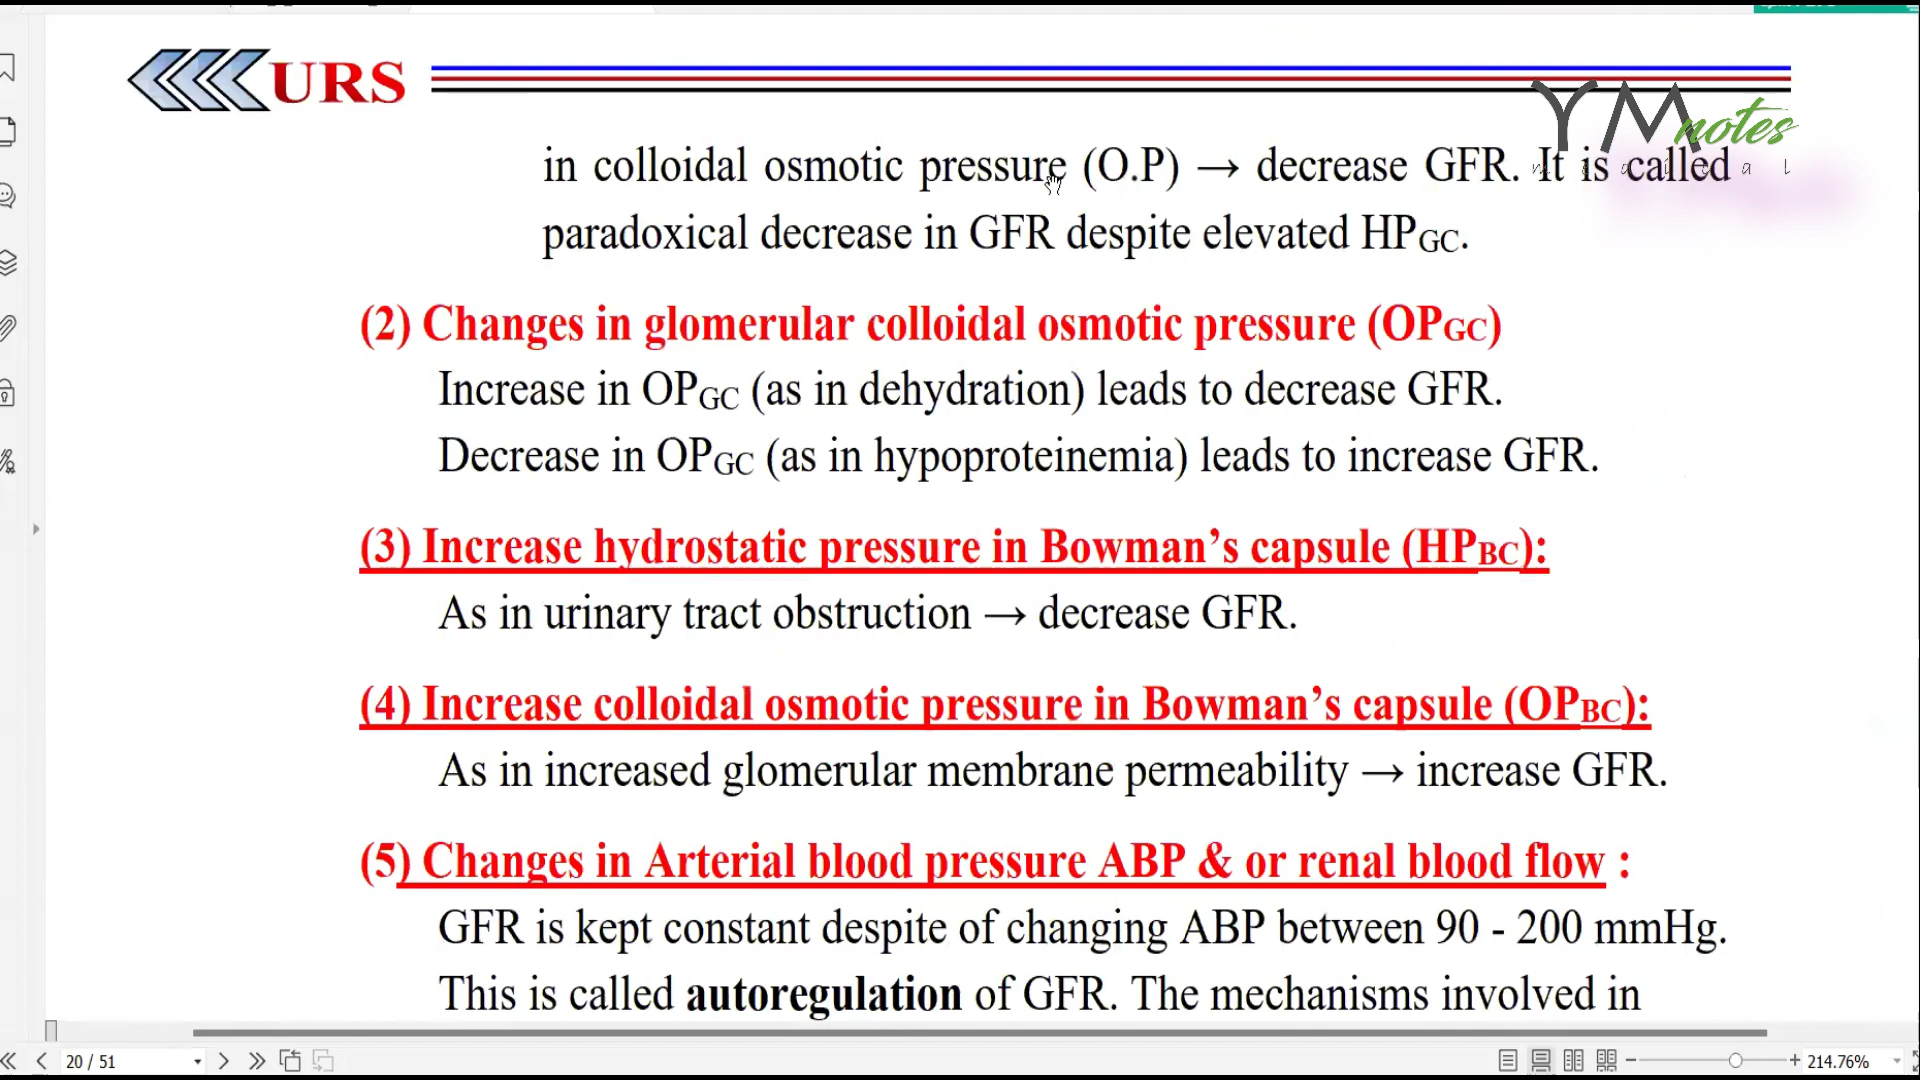 URS
YM notes
m e d i c a l
in colloidal osmotic pressure (O.P) → decrease GFR. It is called
paradoxical decrease in GFR despite elevated HPGC.
(2) Changes in glomerular colloidal osmotic pressure (OPGC)
Increase in OPGC (as in dehydration) leads to decrease GFR.
Decrease in OPGC (as in hypoproteinemia) leads to increase GFR.
(3) Increase hydrostatic pressure in Bowman’s capsule (HPBC):
As in urinary tract obstruction → decrease GFR.
(4) Increase colloidal osmotic pressure in Bowman’s capsule (OPBC):
As in increased glomerular membrane permeability → increase GFR.
(5) Changes in Arterial blood pressure ABP & or renal blood flow :
GFR is kept constant despite of changing ABP between 90 - 200 mmHg.
This is called autoregulation of GFR. The mechanisms involved in
20 / 51
214.76%